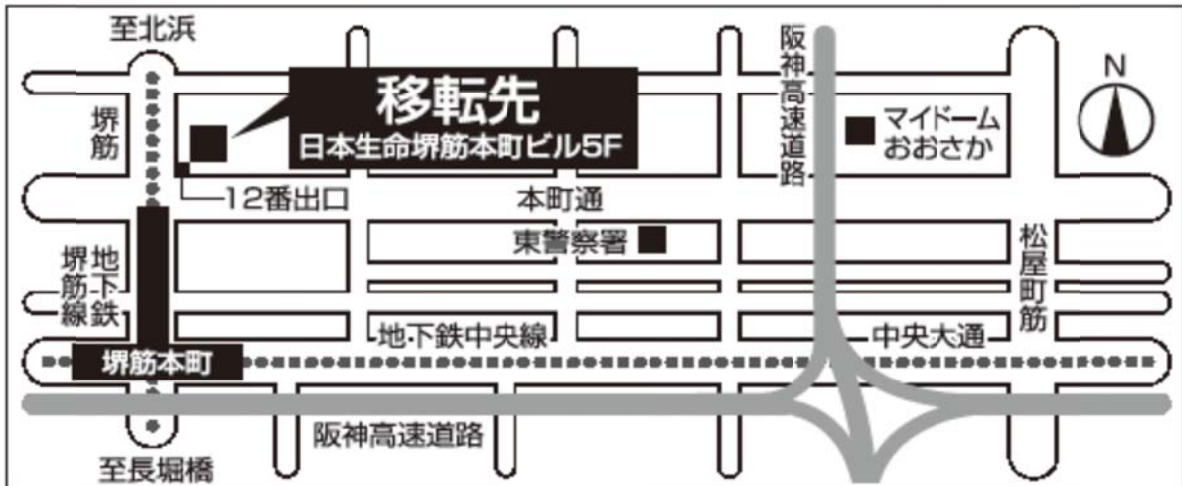 至北浜
堺筋
移転先
日本生命堺筋本町ビル5F
阪神高速道路
マイドーム
おおさか
N
12番出口
本町通
東警察署
松屋町筋
地下鉄
堺筋線
地下鉄中央線
中央大通
堺筋本町
阪神高速道路
至長堀橋